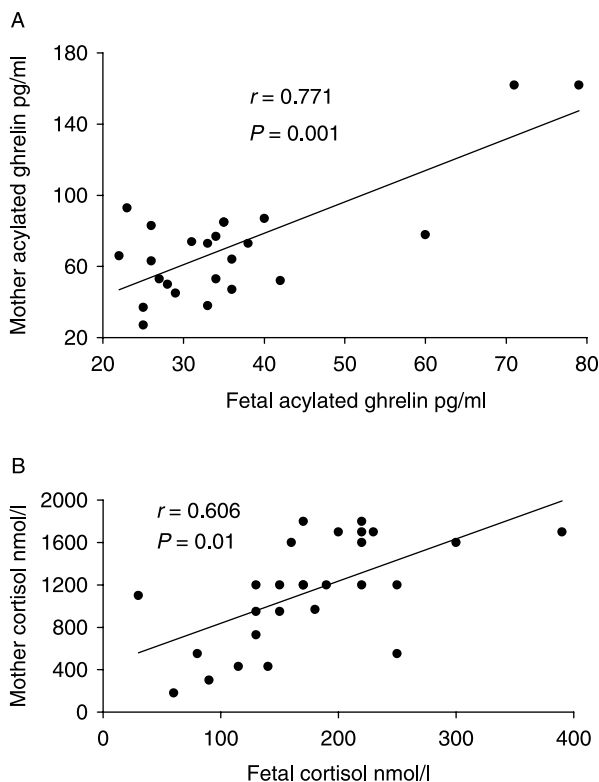 A
180
140
100
60
20
Mother acylated ghrelin pg/ml
r = 0.771
P = 0.001
20 30 40 50 60 70 80
Fetal acylated ghrelin pg/ml
B
2000
1600
1200
800
400
0
Mother cortisol nmol/l
r = 0.606
P = 0.01
0 100 200 300 400
Fetal cortisol nmol/l